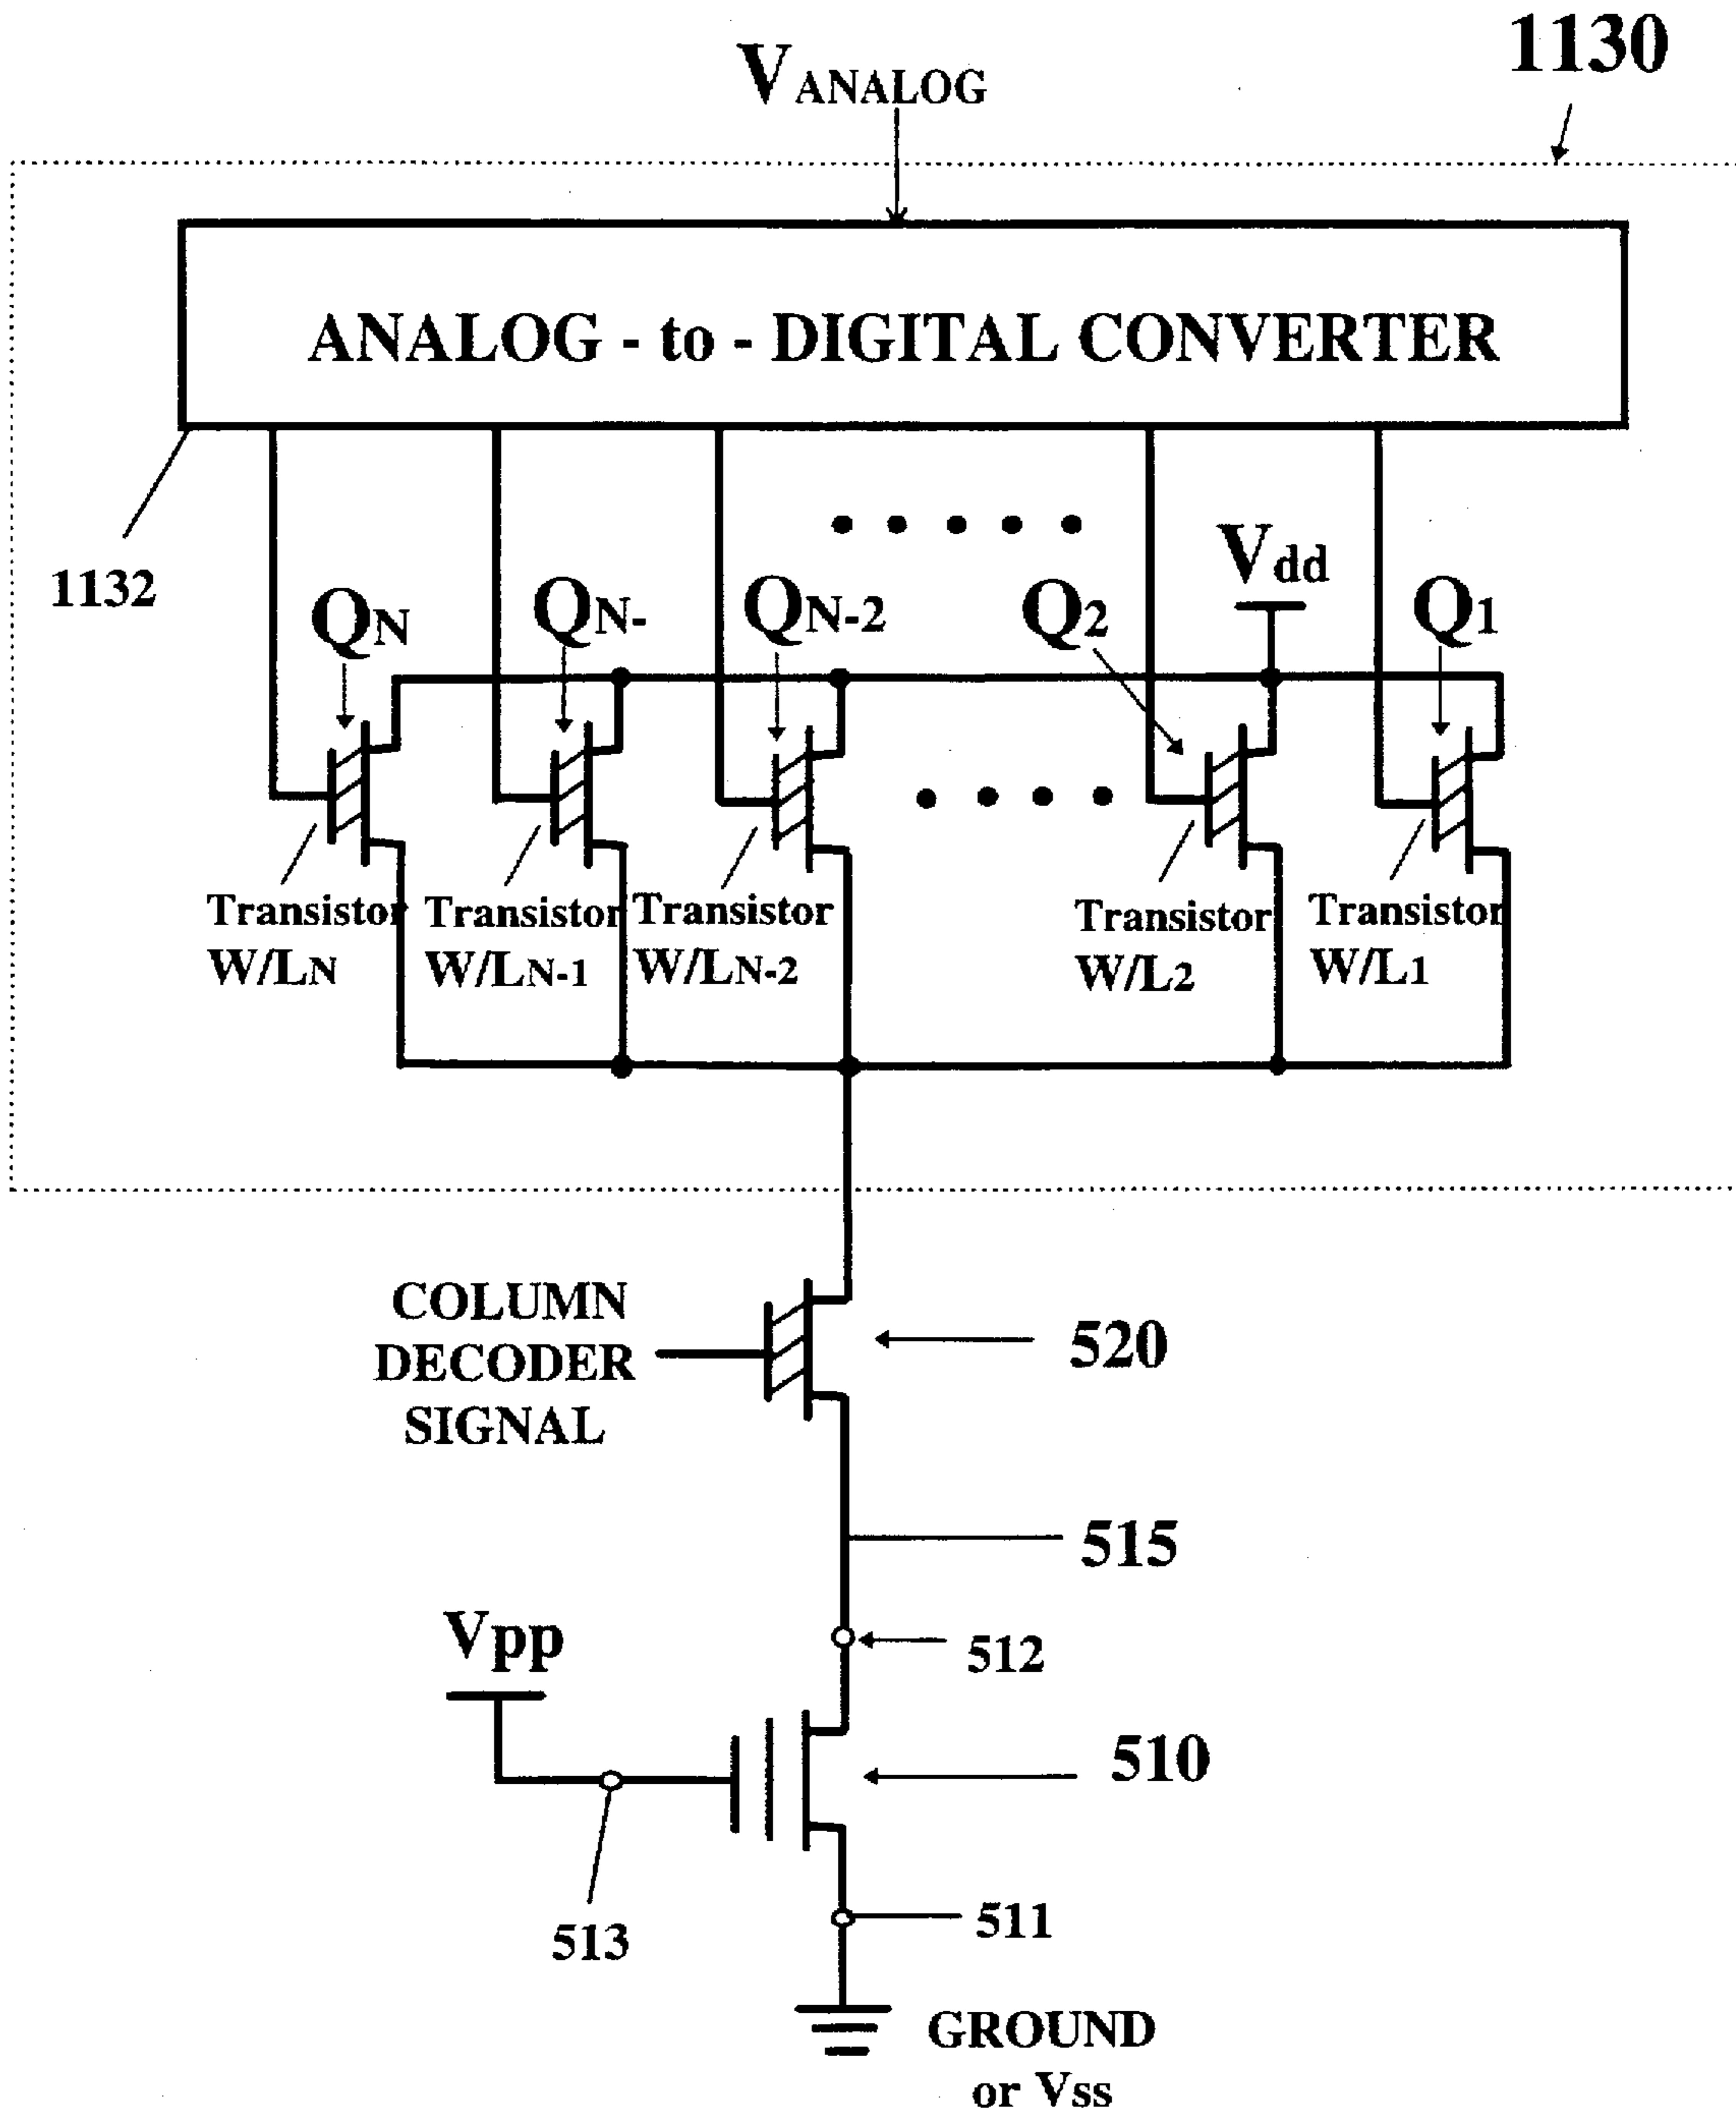 1130
VANALOG
ANALOG - to - DIGITAL CONVERTER
1132
QN
QN-
QN-2
Q2
Vdd
Q1
Transistor
W/LN
Transistor
W/LN-1
Transistor
W/LN-2
Transistor
W/L2
Transistor
W/L1
COLUMN
DECODER
SIGNAL
520
515
Vpp
512
510
513
511
GROUND
or Vss